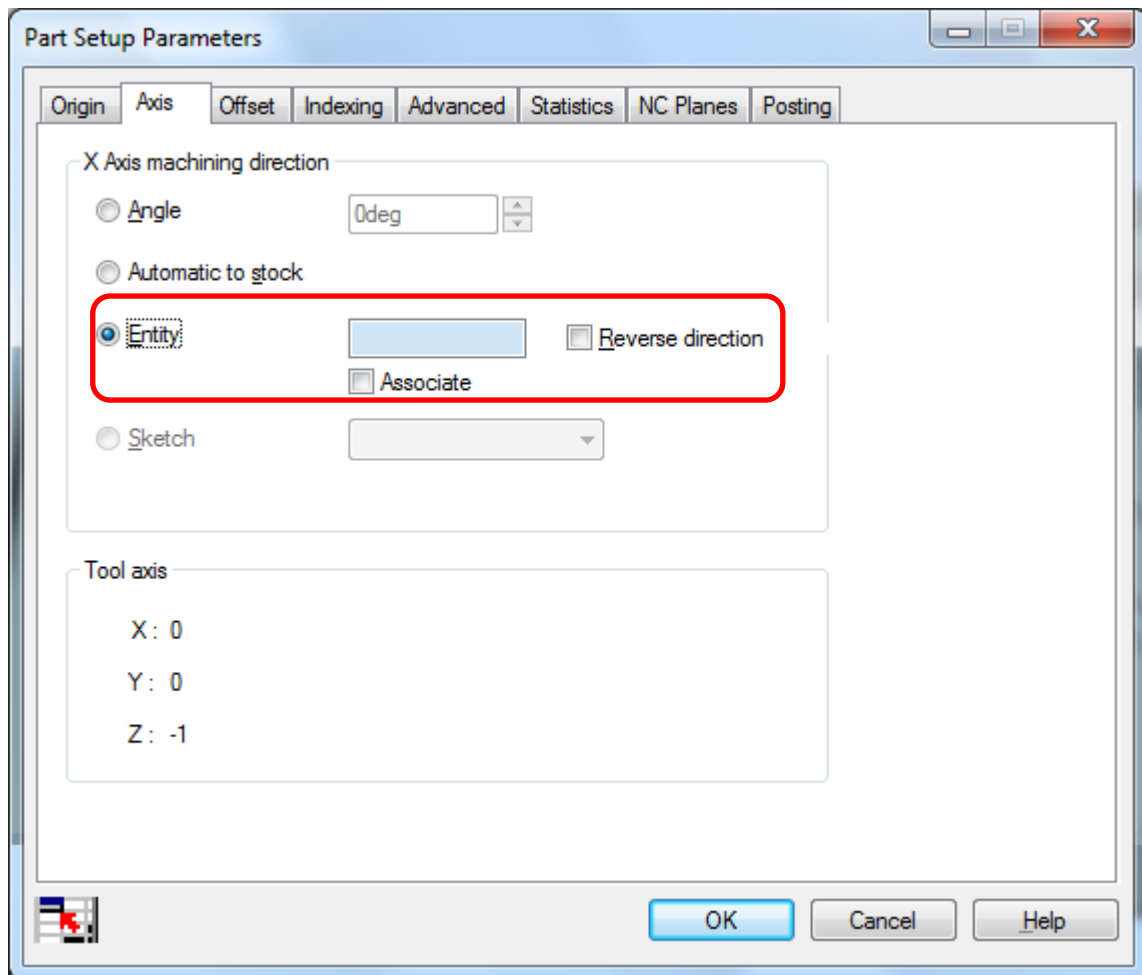 Part Setup Parameters
Origin Axis Offset Indexing Advanced Statistics NC Planes Posting
X Axis machining direction
Angle 0deg
Automatic to stock
Entity Reverse direction
Associate
Sketch
Tool axis
X : 0
Y : 0
Z : -1
OK Cancel Help